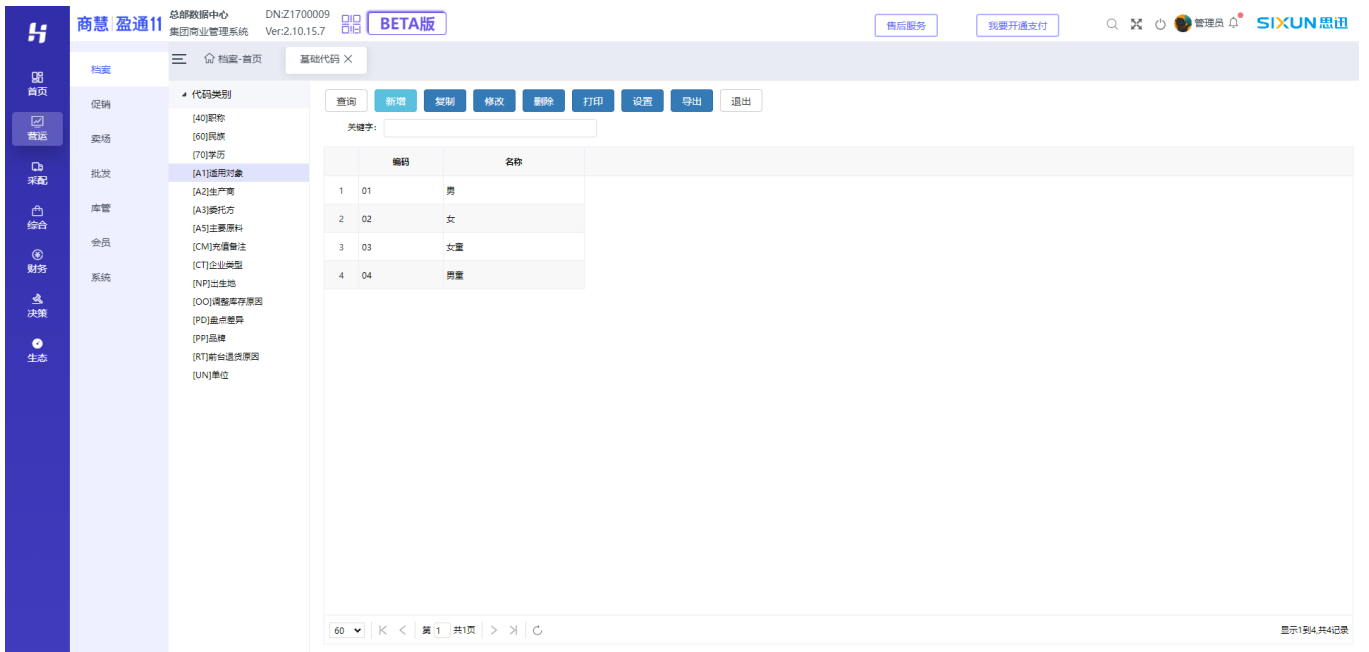 商慧 盈通11 总部数据中心 DN:Z1700009
集团商业管理系统 Ver:2.10.15.7
BETA版
售后服务 我要开通支付 管理员 SIXUN思迅
首页
营运
采配
综合
财务
决策
生态
档案
促销
卖场
批发
库管
会员
系统
档案-首页 基础代码
代码类别
[40]职称
[60]民族
[70]学历
[A1]适用对象
[A2]生产商
[A3]委托方
[A5]主要原料
[CM]充值备注
[CT]企业类型
[NP]出生地
[OO]调整库存原因
[PD]盘点差异
[PP]品牌
[RT]前台退货原因
[UN]单位
查询 新增 复制 修改 删除 打印 设置 导出 退出
关键字:
编码 名称
1 01 男
2 02 女
3 03 女童
4 04 男童
60 第 1 共1页
显示1到4,共4记录